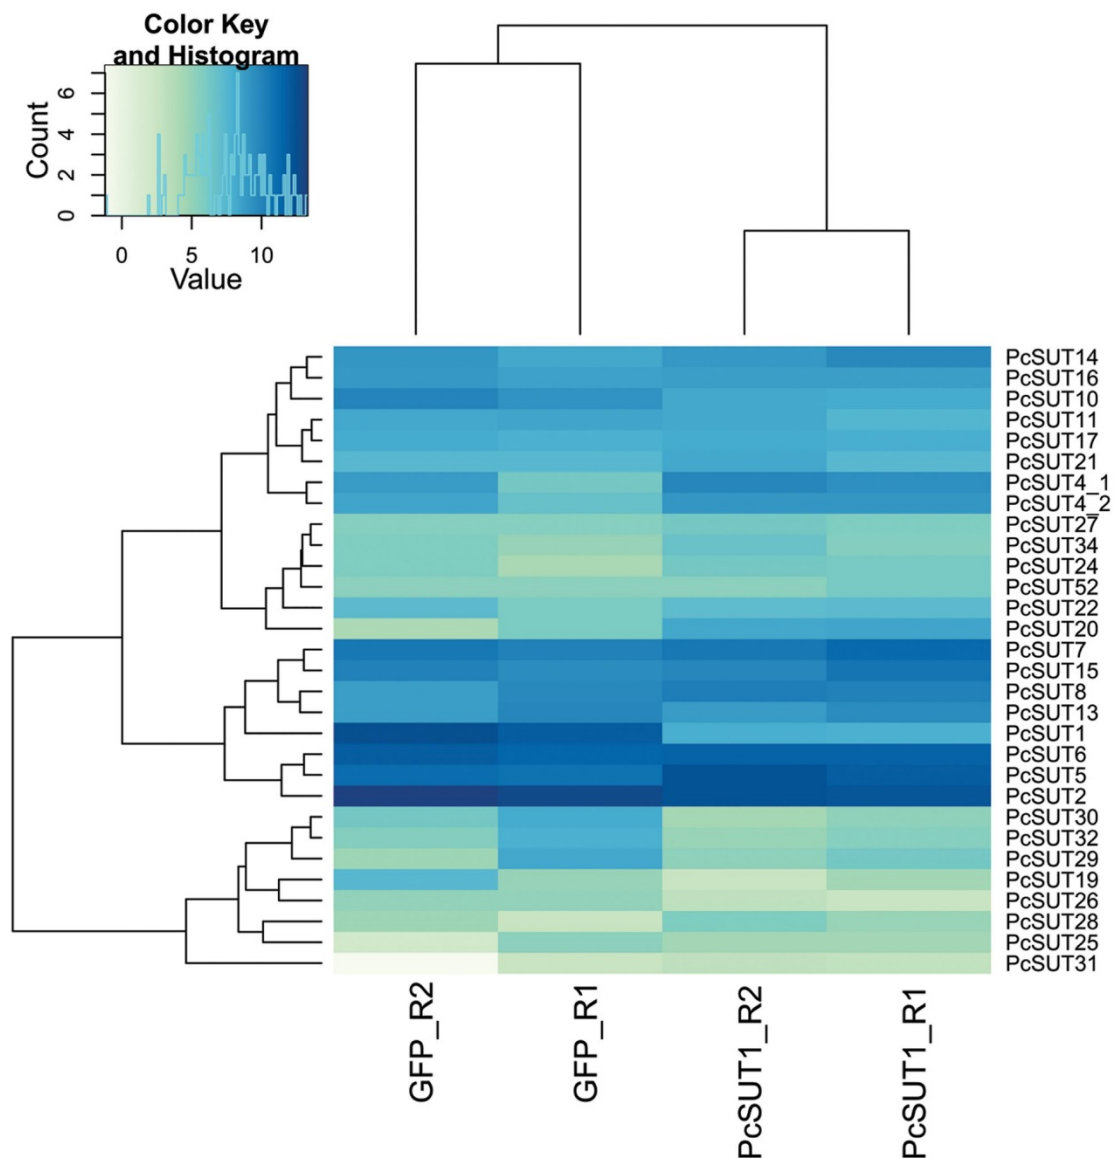 Color Key
and Histogram
Count
0 2 4 6
0 5 10
Value
PcSUT14
PcSUT16
PcSUT10
PcSUT11
PcSUT17
PcSUT21
PcSUT4_1
PcSUT4_2
PcSUT27
PcSUT34
PcSUT24
PcSUT52
PcSUT22
PcSUT20
PcSUT7
PcSUT15
PcSUT8
PcSUT13
PcSUT1
PcSUT6
PcSUT5
PcSUT2
PcSUT30
PcSUT32
PcSUT29
PcSUT19
PcSUT26
PcSUT28
PcSUT25
PcSUT31
GFP_R2
GFP_R1
PcSUT1_R2
PcSUT1_R1